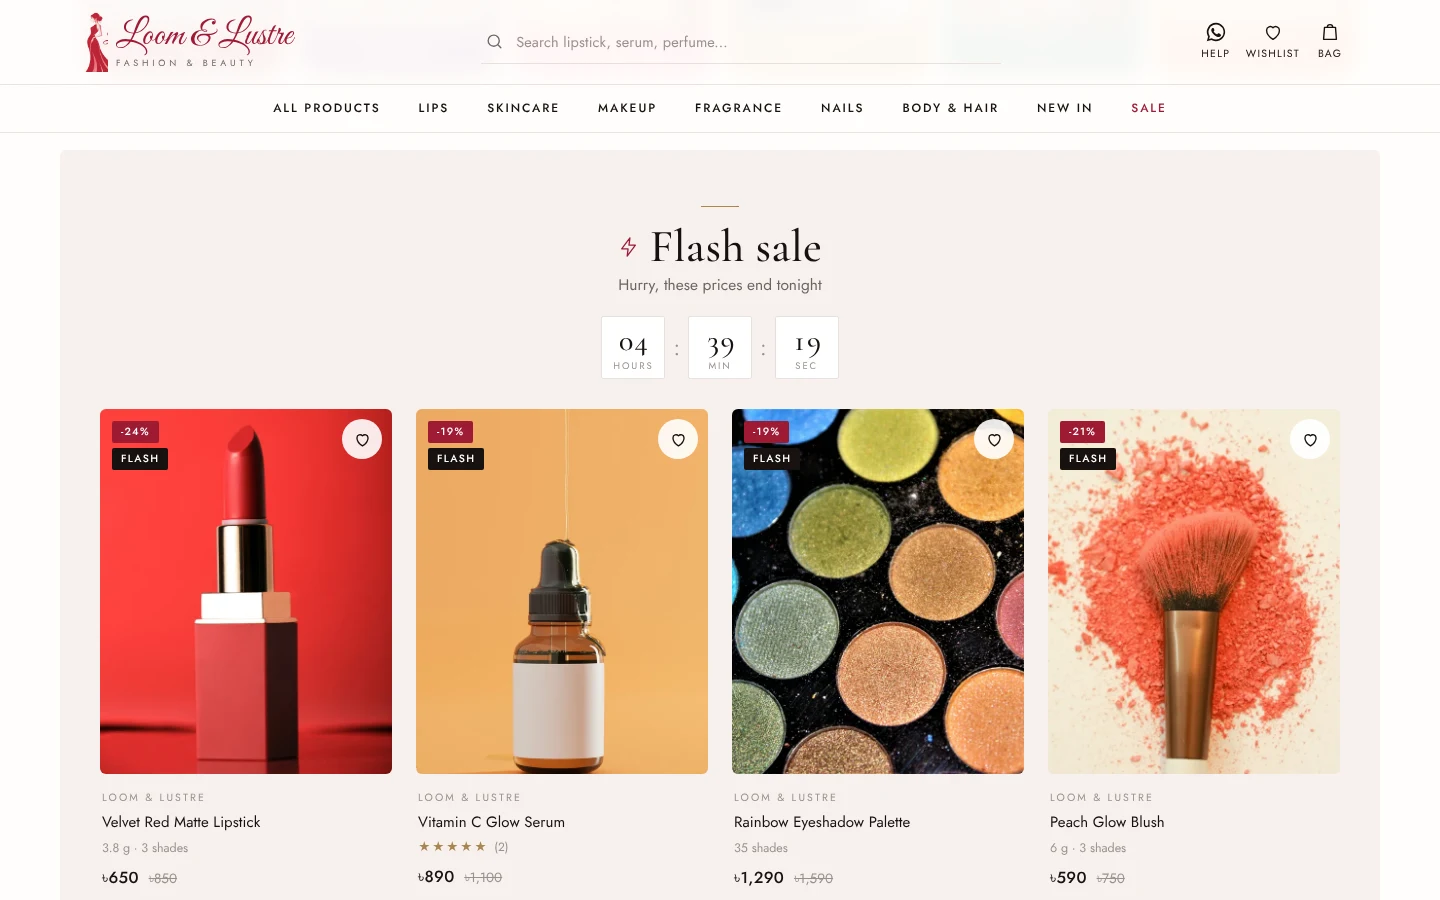 Loom & Lustre
FASHION & BEAUTY
Search lipstick, serum, perfume...
HELP
WISHLIST
BAG
ALL PRODUCTS
LIPS
SKINCARE
MAKEUP
FRAGRANCE
NAILS
BODY & HAIR
NEW IN
SALE
Flash sale
Hurry, these prices end tonight
04 : 39 : 19
HOURS MIN SEC
-24%
FLASH
-19%
FLASH
-19%
FLASH
-21%
FLASH
LOOM & LUSTRE
Velvet Red Matte Lipstick
3.8 g · 3 shades
৳650 ৳850
LOOM & LUSTRE
Vitamin C Glow Serum
★★★★★ (2)
৳890 ৳1,100
LOOM & LUSTRE
Rainbow Eyeshadow Palette
35 shades
৳1,290 ৳1,590
LOOM & LUSTRE
Peach Glow Blush
6 g · 3 shades
৳590 ৳750